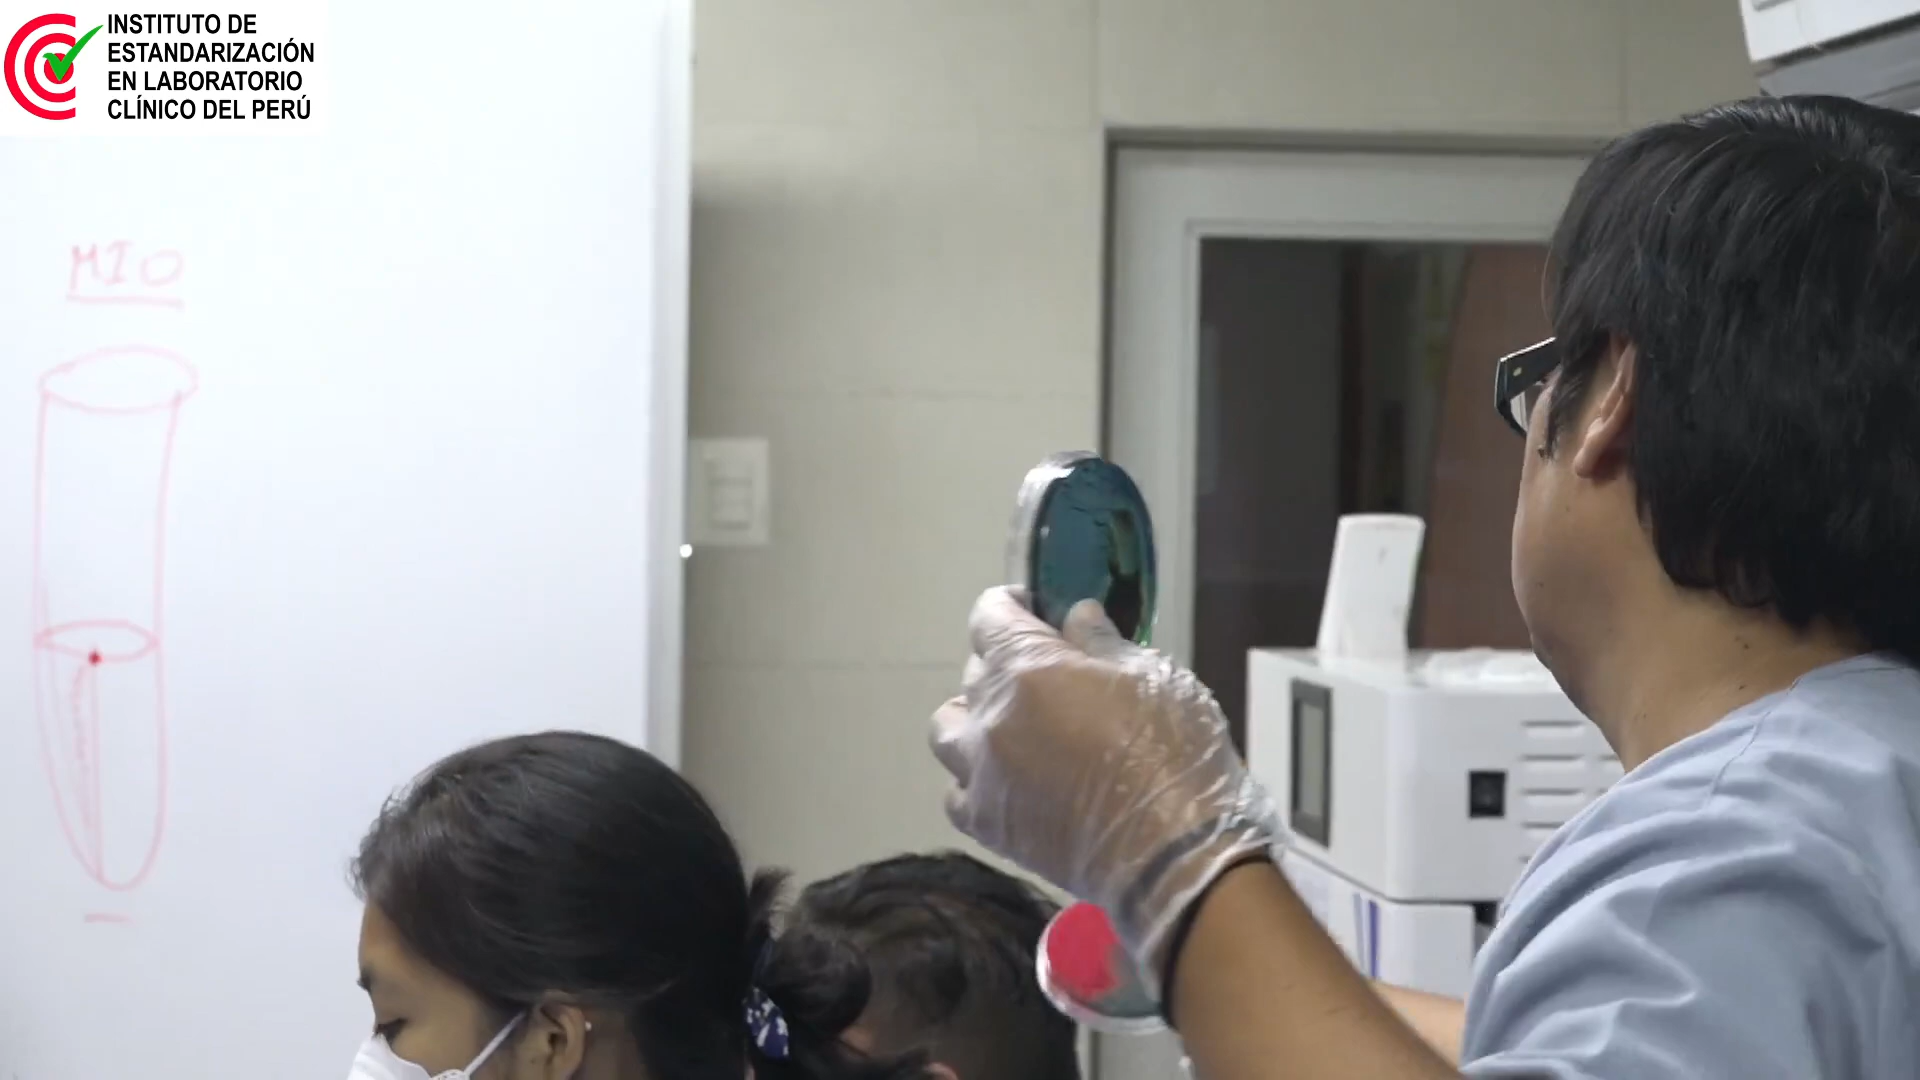 INSTITUTO DE
ESTANDARIZACIÓN
EN LABORATORIO
CLÍNICO DEL PERÚ
MIO